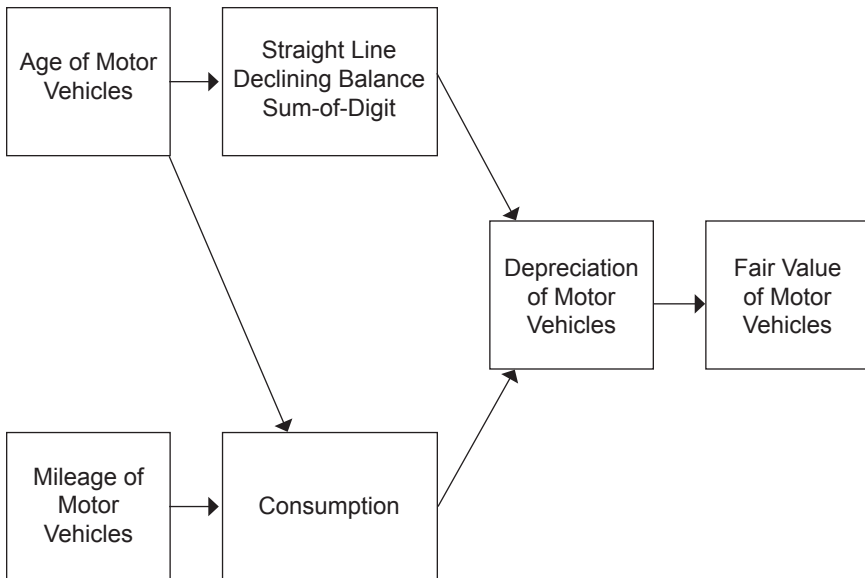 Age of Motor
Vehicles
Straight Line
Declining Balance
Sum-of-Digit
Depreciation
of Motor
Vehicles
Fair Value
of Motor
Vehicles
Mileage of
Motor
Vehicles
Consumption